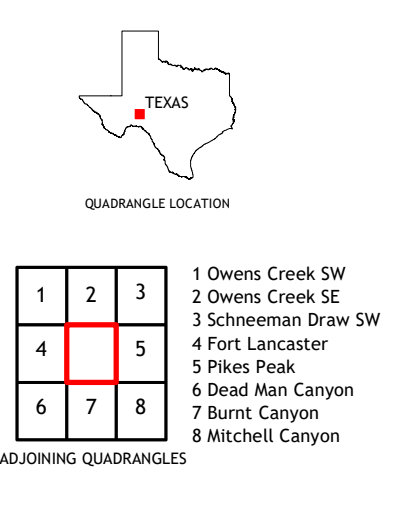 TEXAS
QUADRANGLE LOCATION
1 2 3
4 5
6 7 8
1 Owens Creek SW
2 Owens Creek SE
3 Schneeman Draw SW
4 Fort Lancaster
5 Pikes Peak
6 Dead Man Canyon
7 Burnt Canyon
8 Mitchell Canyon
ADJOINING QUADRANGLES